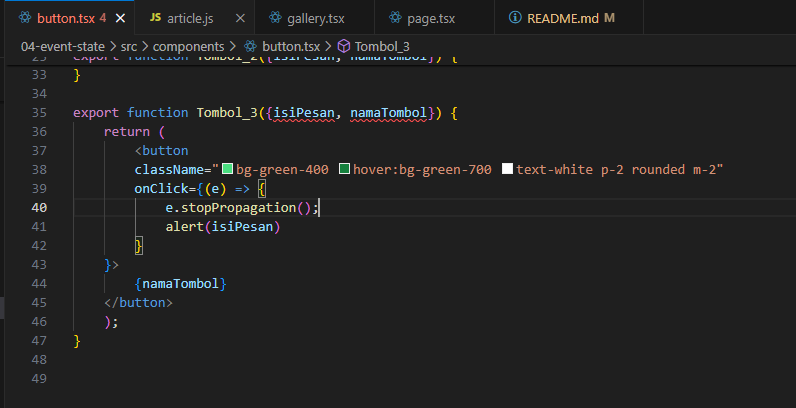 button.tsx 4 × JS article.js × gallery.tsx page.tsx README.md M
04-event-state > src > components > button.tsx > Tombol_3
export function Tombol_2({isiPesan, namaTombol}) {
33 }
34
35 export function Tombol_3({isiPesan, namaTombol}) {
36 return (
37 <button
38 className="bg-green-400 hover:bg-green-700 text-white p-2 rounded m-2"
39 onClick={(e) => {
40 e.stopPropagation();
41 alert(isiPesan)
42 }
43 }>
44 {namaTombol}
45 </button>
46 );
47 }
48
49